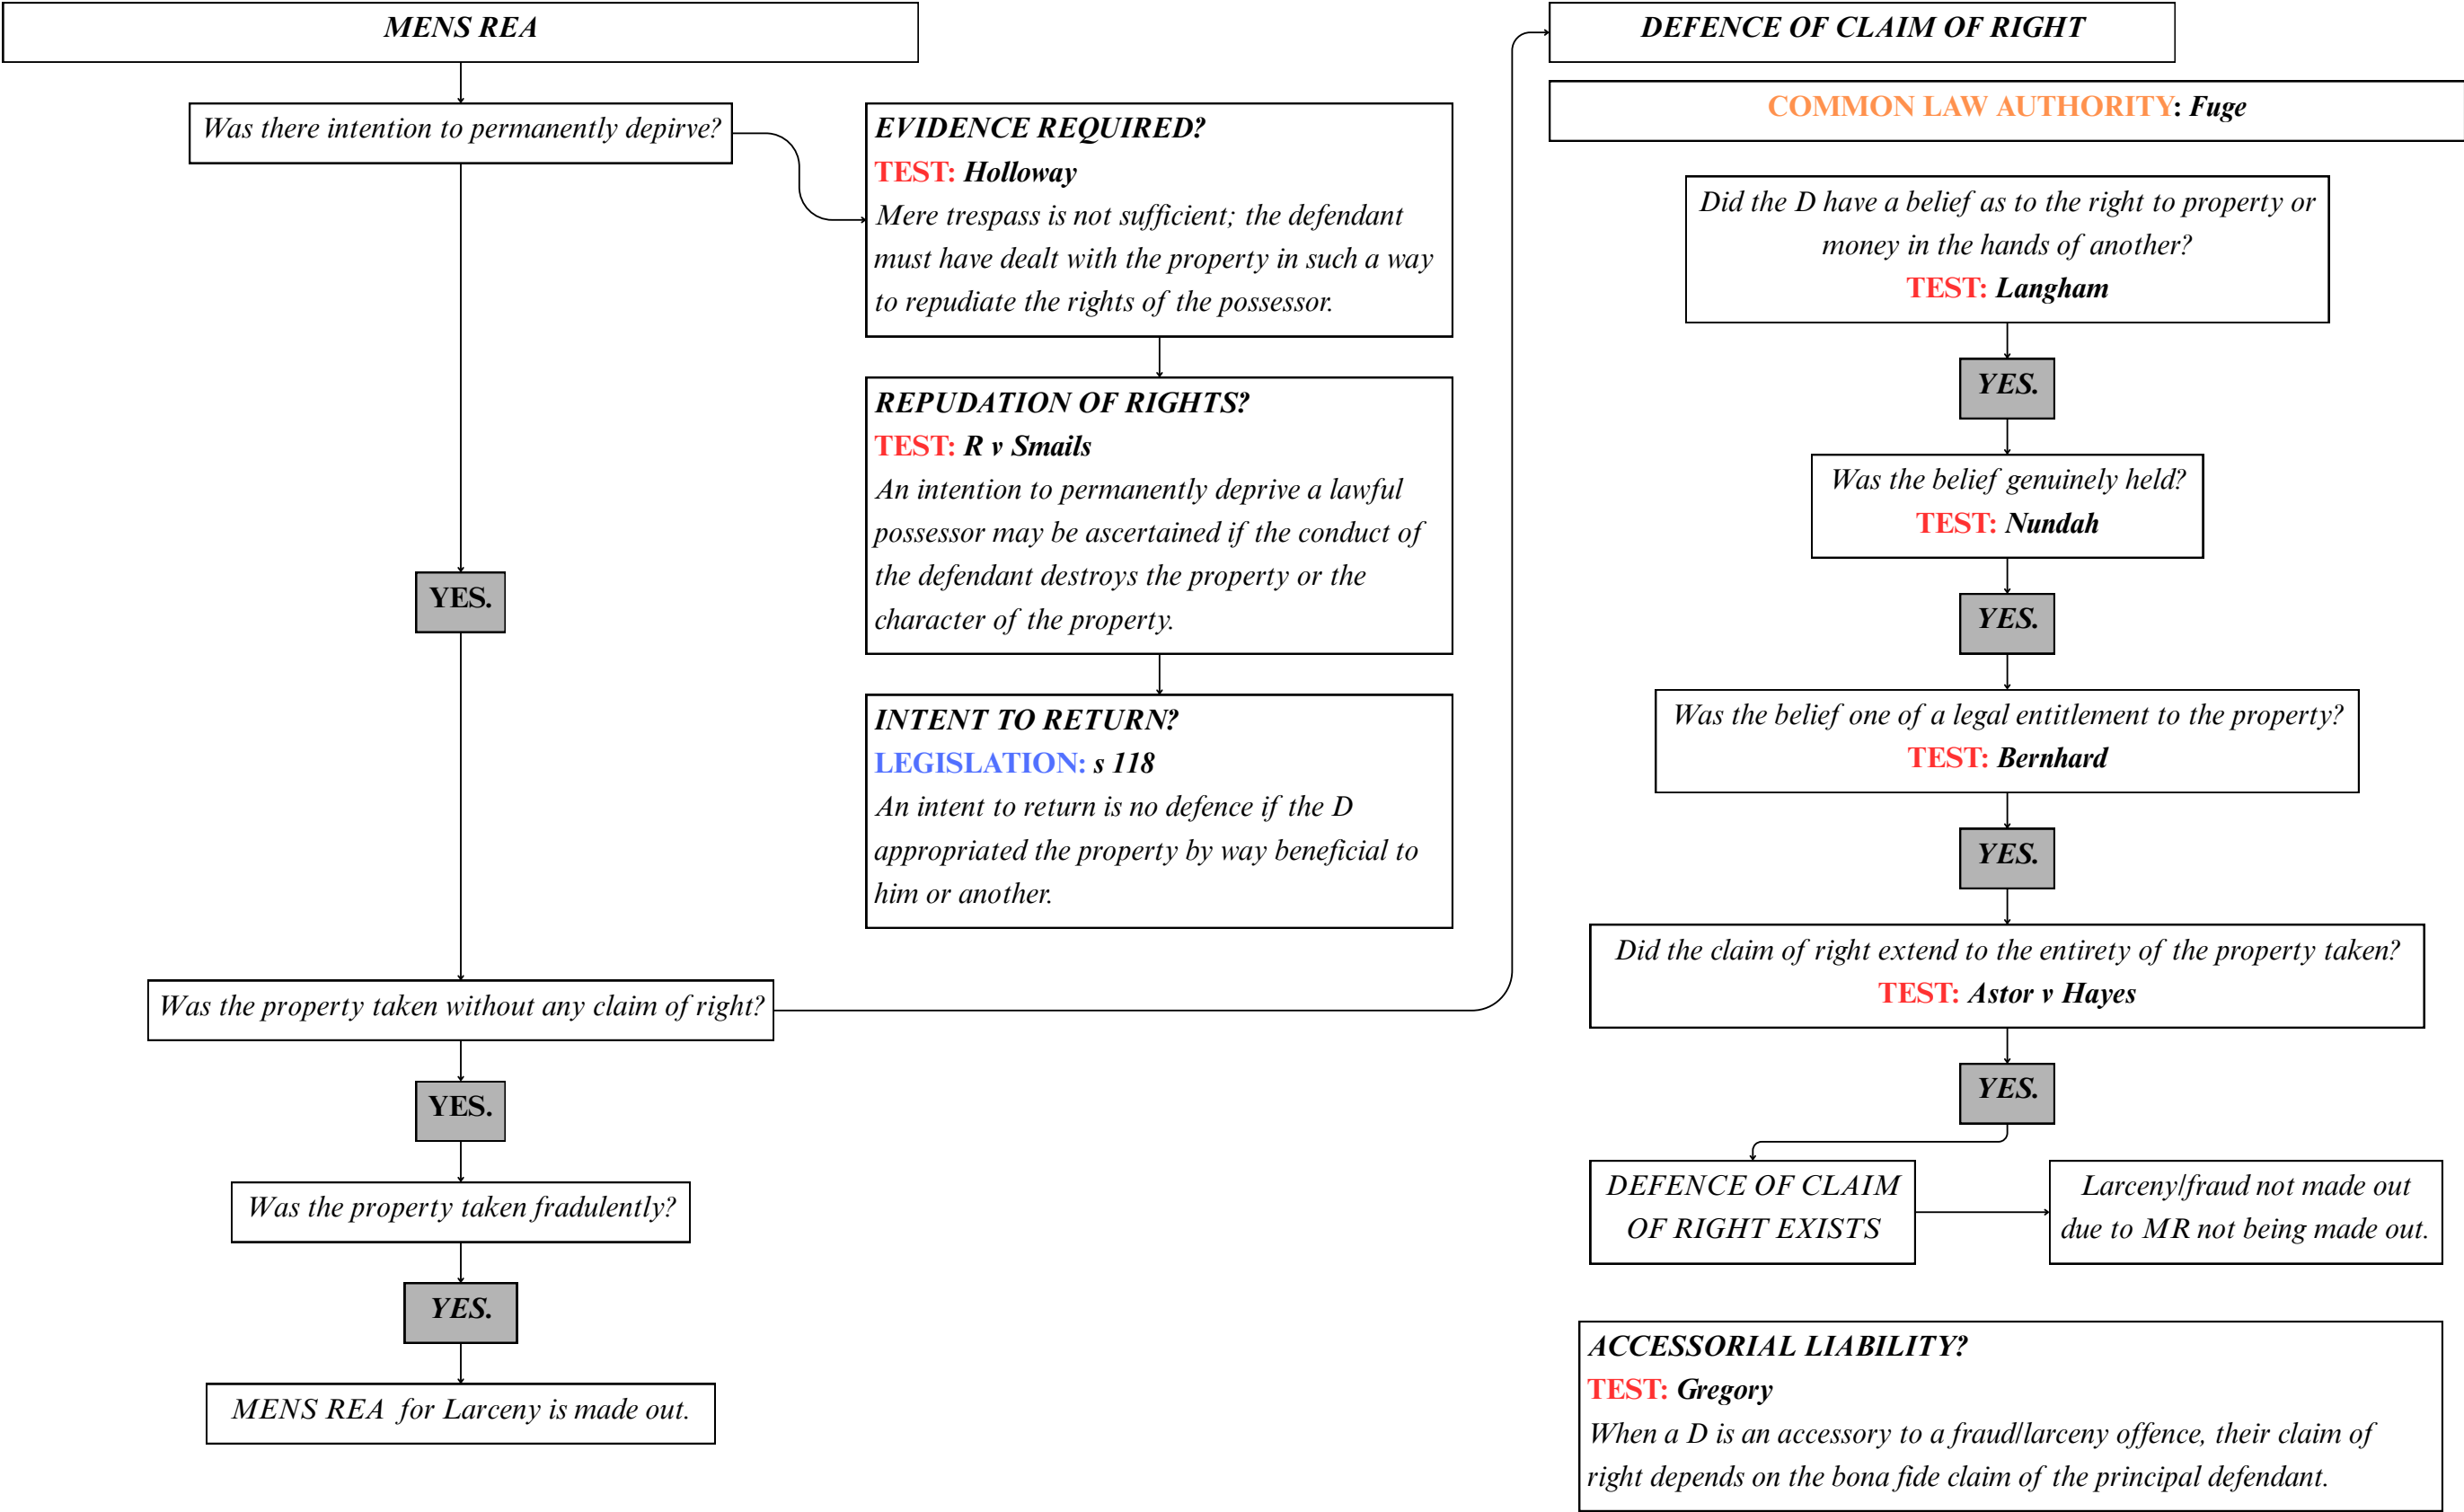 MENS REA
Was there intention to permanently depirve?
EVIDENCE REQUIRED?
TEST: Holloway
Mere trespass is not sufficient; the defendant
must have dealt with the property in such a way
to repudiate the rights of the possessor.
REPUDATION OF RIGHTS?
TEST: R v Smails
An intention to permanently deprive a lawful
possessor may be ascertained if the conduct of
the defendant destroys the property or the
character of the property.
INTENT TO RETURN?
LEGISLATION: s 118
An intent to return is no defence if the D
appropriated the property by way beneficial to
him or another.
YES.
Was the property taken without any claim of right?
YES.
Was the property taken fradulently?
YES.
MENS REA for Larceny is made out.
DEFENCE OF CLAIM OF RIGHT
COMMON LAW AUTHORITY: Fuge
Did the D have a belief as to the right to property or
money in the hands of another?
TEST: Langham
YES.
Was the belief genuinely held?
TEST: Nundah
YES.
Was the belief one of a legal entitlement to the property?
TEST: Bernhard
YES.
Did the claim of right extend to the entirety of the property taken?
TEST: Astor v Hayes
YES.
DEFENCE OF CLAIM
OF RIGHT EXISTS
Larceny/fraud not made out
due to MR not being made out.
ACCESSORIAL LIABILITY?
TEST: Gregory
When a D is an accessory to a fraud/larceny offence, their claim of
right depends on the bona fide claim of the principal defendant.